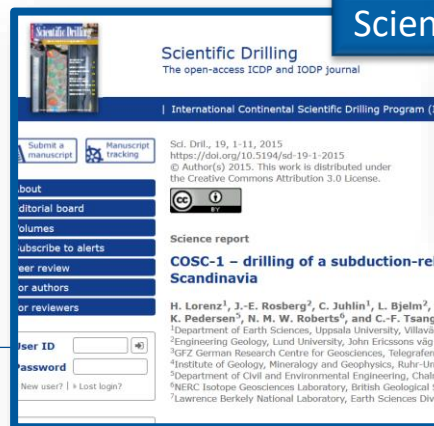 Scien
Scientific Drilling
Scientific Drilling
The open-access ICDP and IODP journal
| International Continental Scientific Drilling Program (
Submit a manuscript
Manuscript tracking
bout
ditorial board
olumes
ubscribe to alerts
eer review
or authors
or reviewers
User ID
Password
New user? | Lost login?
Sci. Dril., 19, 1-11, 2015
https://doi.org/10.5194/sd-19-1-2015
© Author(s) 2015. This work is distributed under
the Creative Commons Attribution 3.0 License.
cc BY
Science report
COSC-1 – drilling of a subduction-rel
Scandinavia
H. Lorenz1, J.-E. Rosberg2, C. Juhlin1, L. Bjelm2,
K. Pedersen5, N. M. W. Roberts6, and C.-F. Tsang
1Department of Earth Sciences, Uppsala University, Villavä
2Engineering Geology, Lund University, John Ericssons väg
3GFZ German Research Centre for Geosciences, Telegrafen
4Institute of Geology, Mineralogy and Geophysics, Ruhr-Un
5Department of Civil and Environmental Engineering, Chal
6NERC Isotope Geosciences Laboratory, British Geological
7Lawrence Berkely National Laboratory, Earth Sciences Div